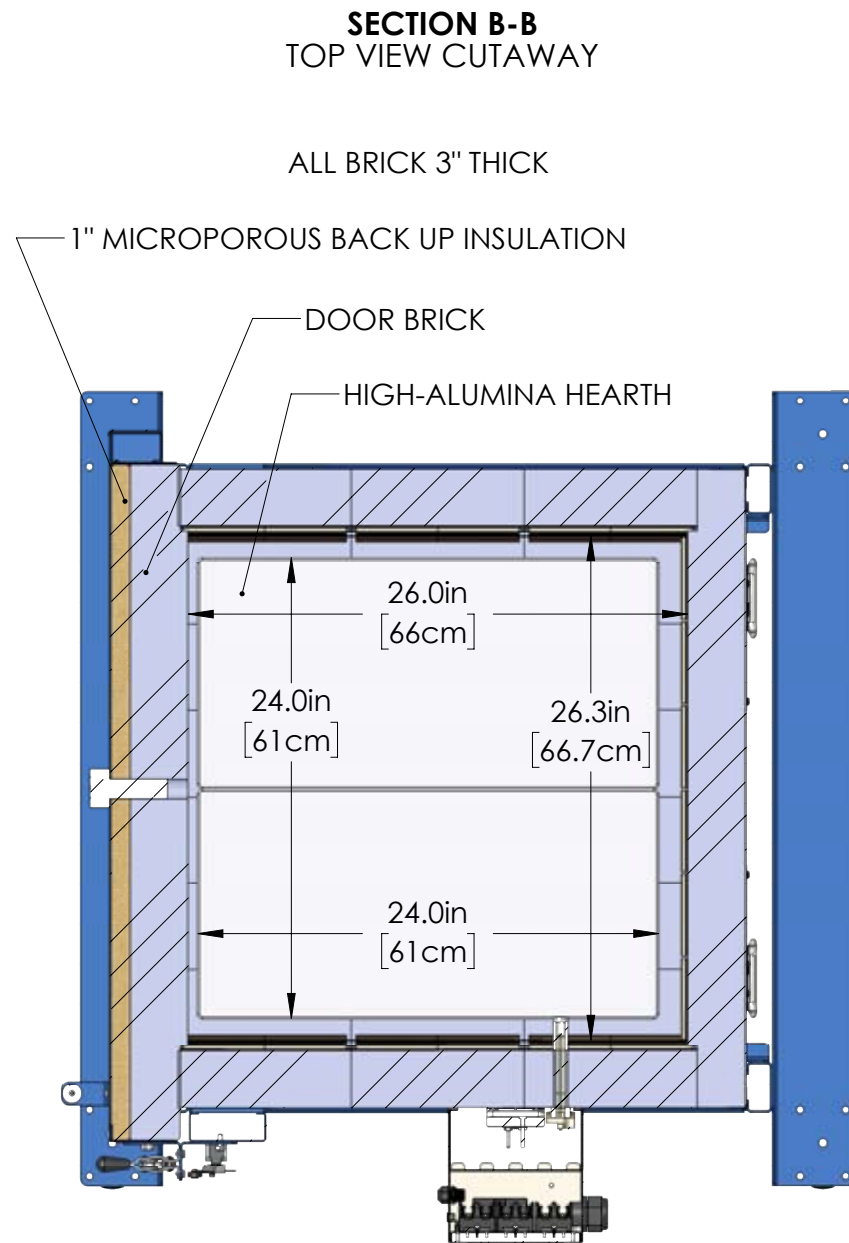 SECTION B-B
TOP VIEW CUTAWAY
ALL BRICK 3" THICK
1" MICROPOROUS BACK UP INSULATION
DOOR BRICK
HIGH-ALUMINA HEARTH
26.0in
[66cm]
24.0in
[61cm]
26.3in
[66.7cm]
24.0in
[61cm]